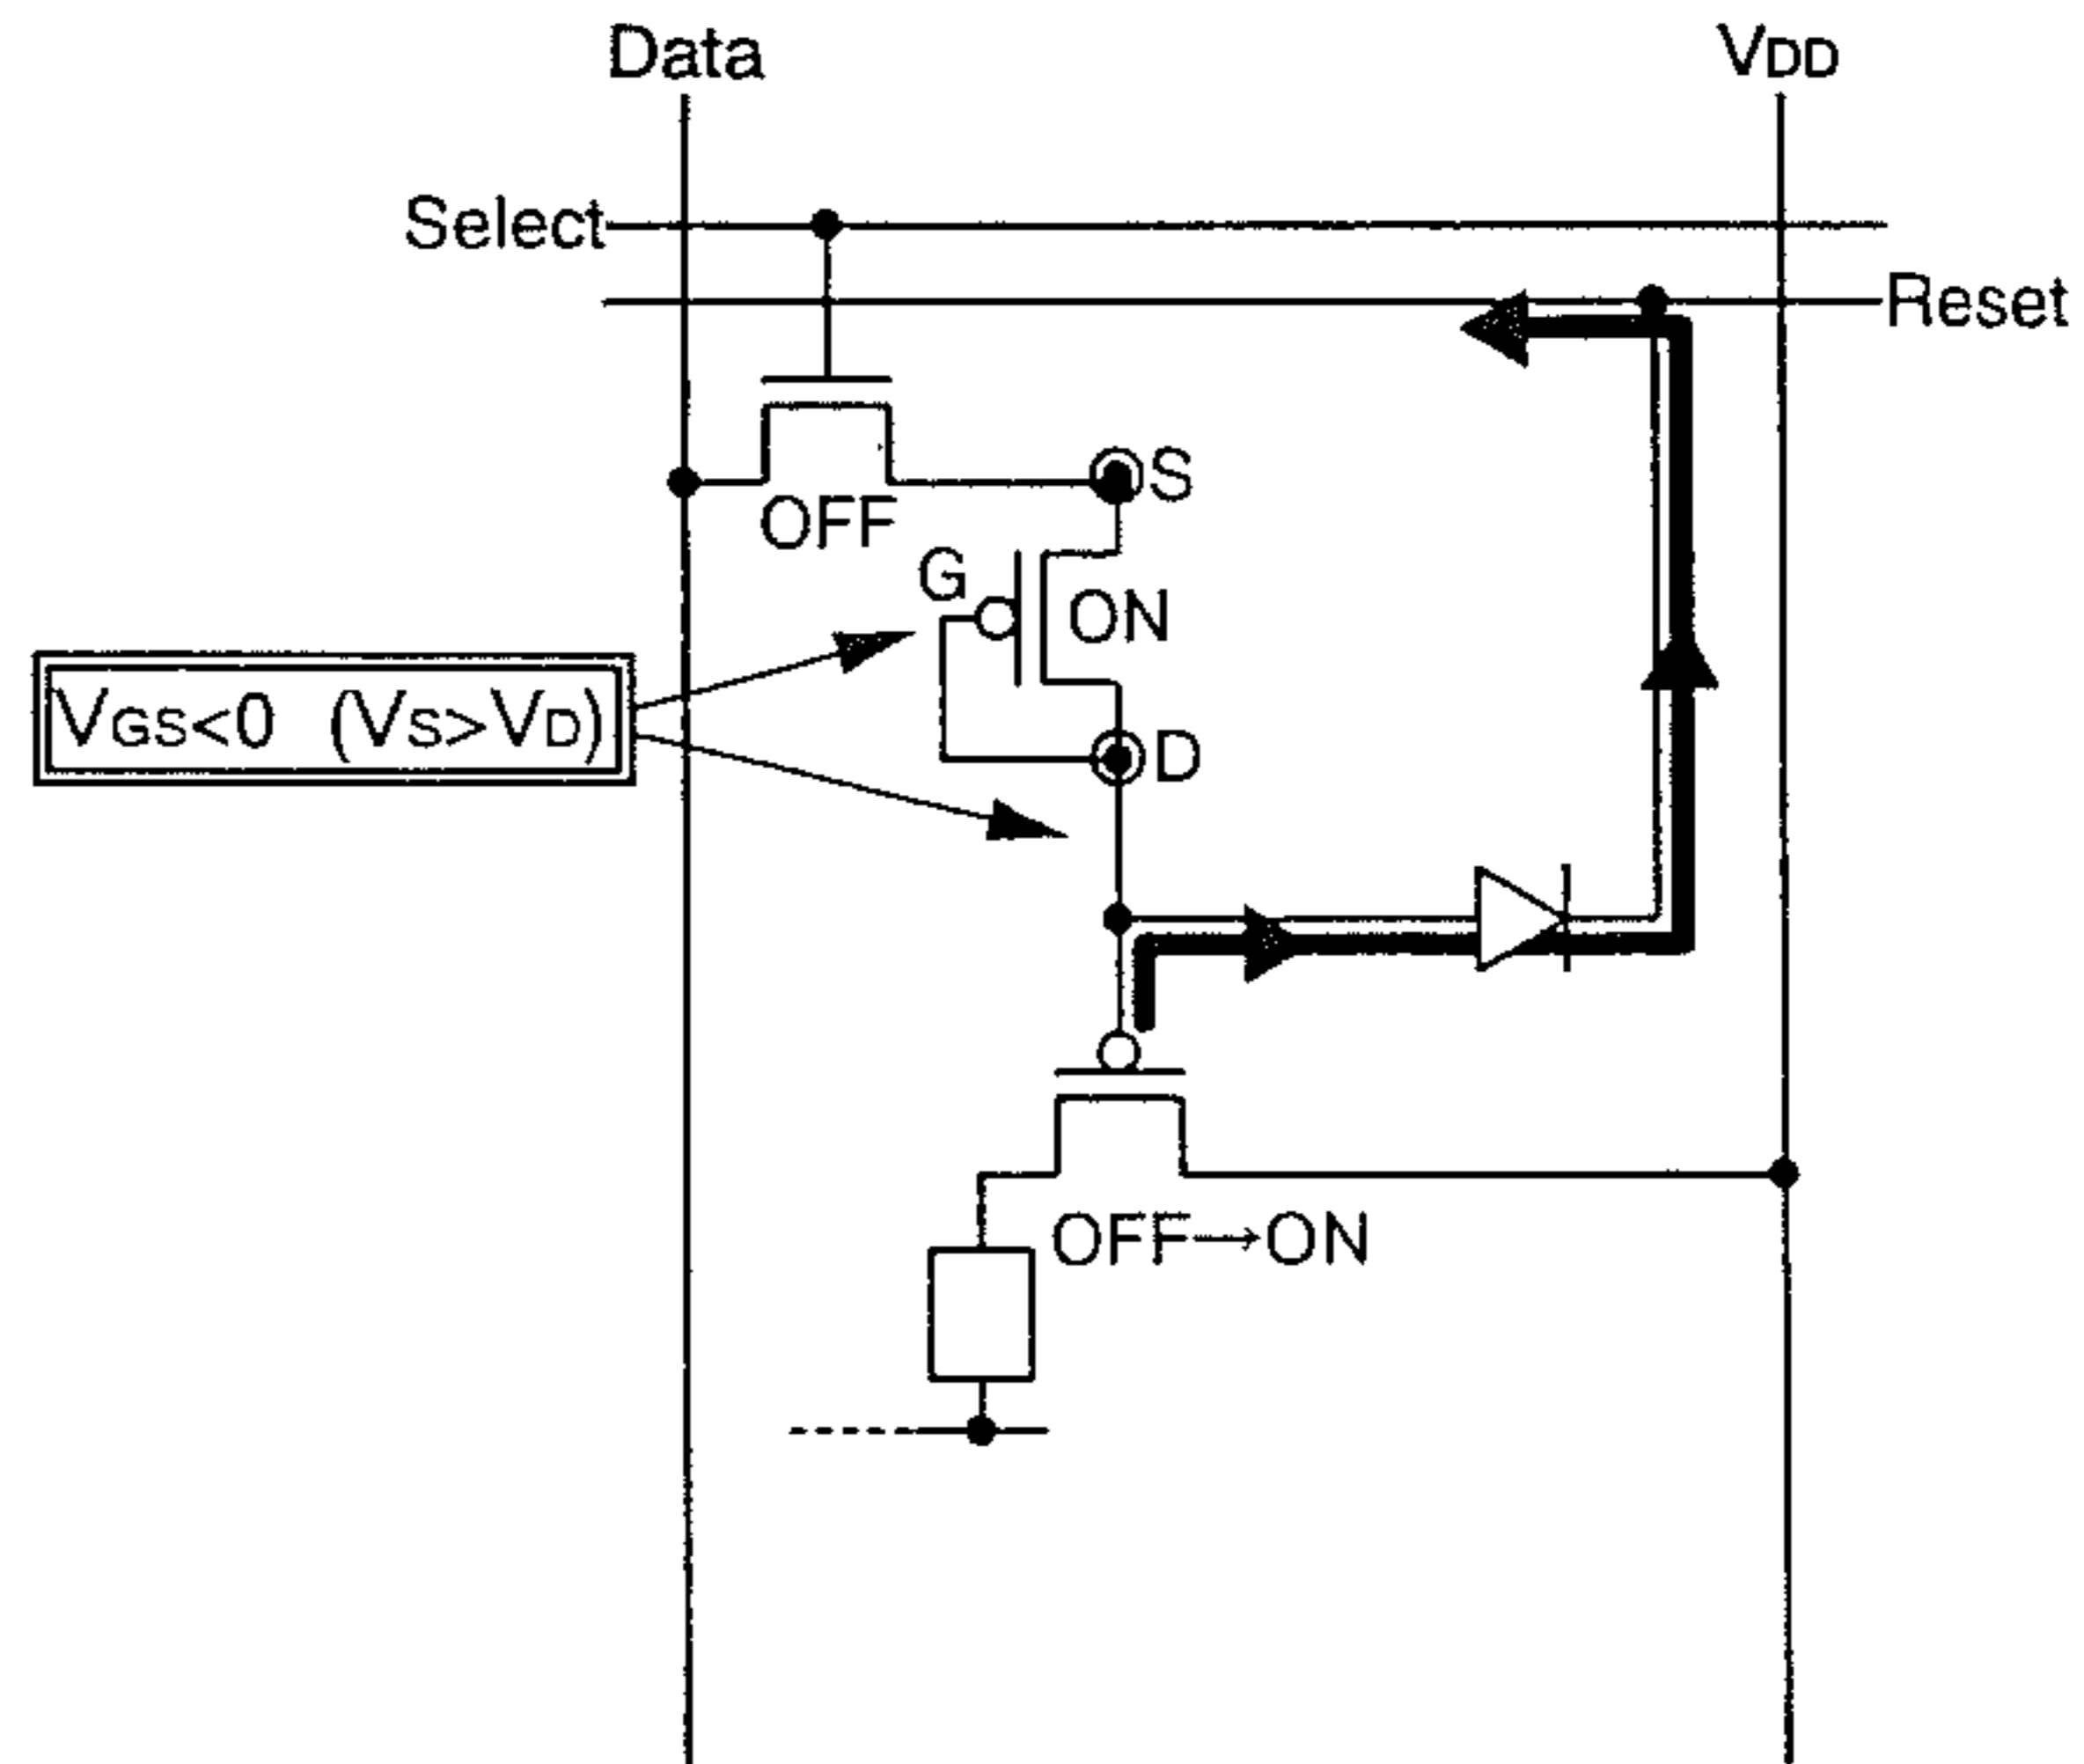 Data
VDD
Select
Reset
S
OFF
G
ON
VGS<0 (VS>VD)
D
OFF→ON